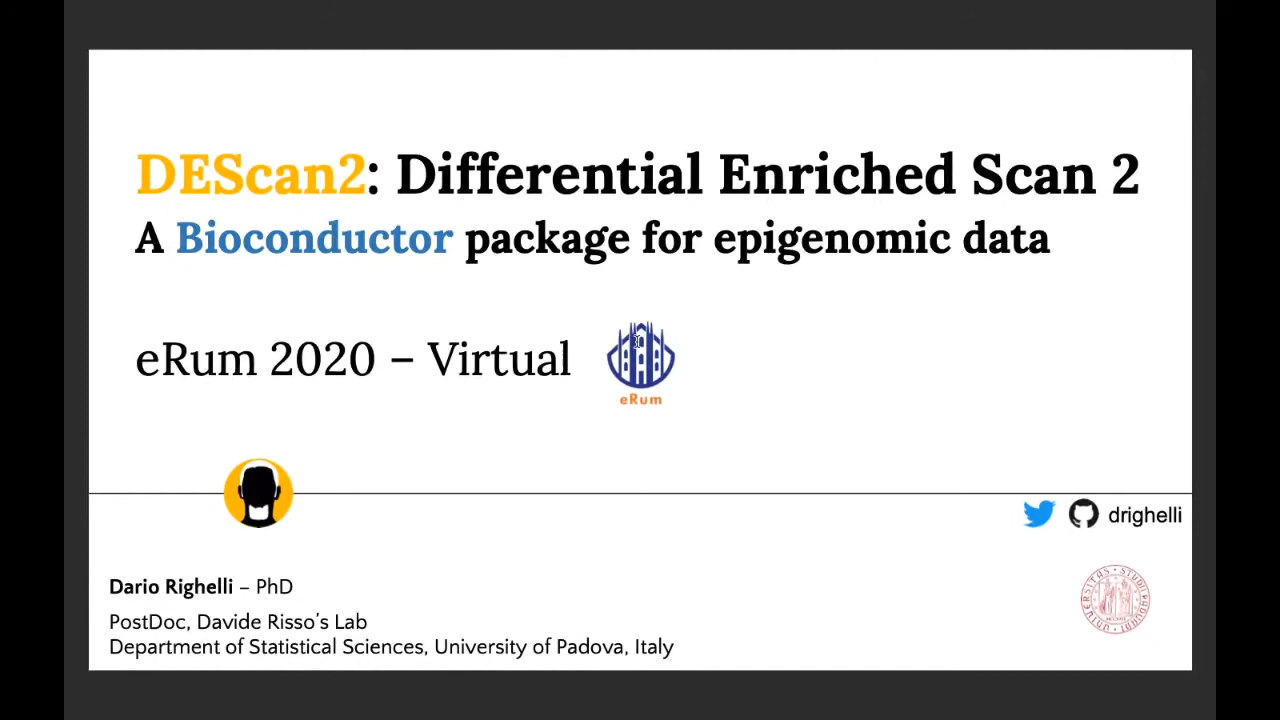 DEScan2: Differential Enriched Scan 2
A Bioconductor package for epigenomic data
eRum 2020 – Virtual
eRum
drighelli
Dario Righelli – PhD
PostDoc, Davide Risso's Lab
Department of Statistical Sciences, University of Padova, Italy